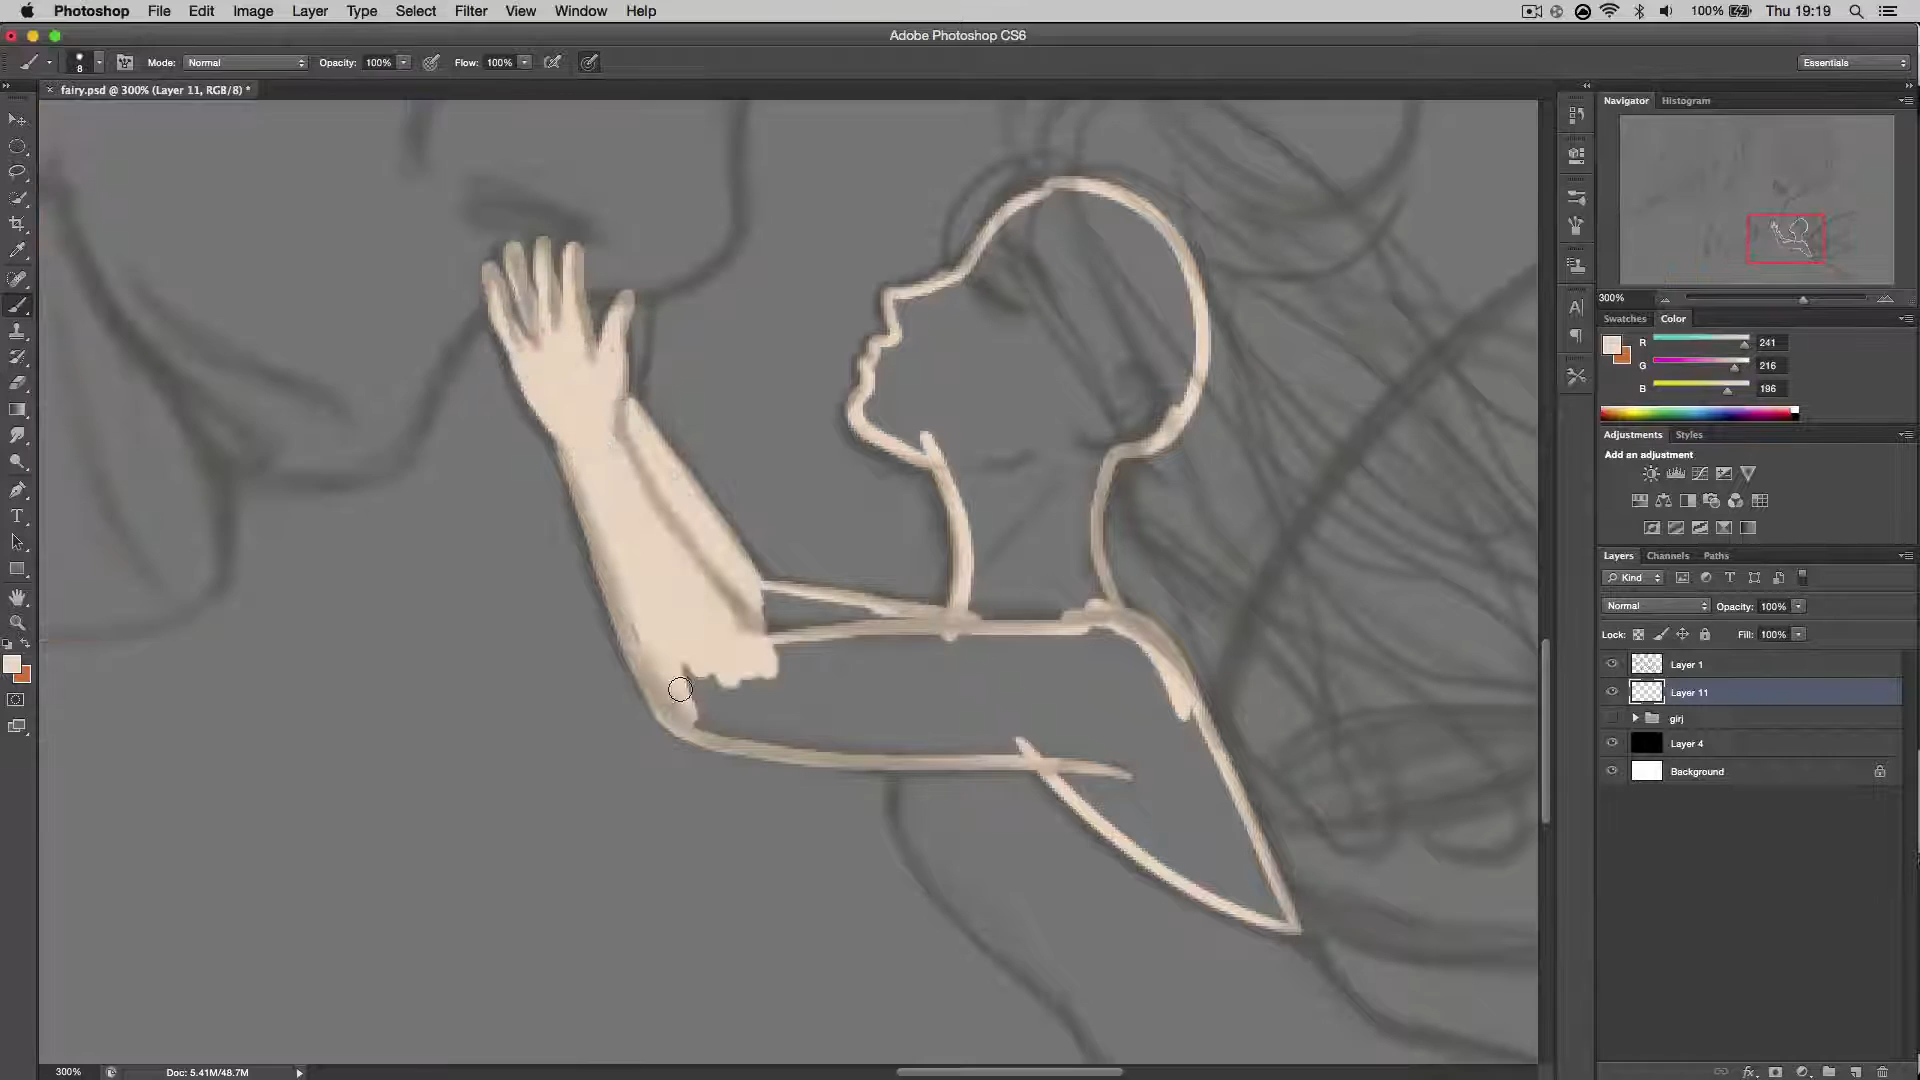 Photoshop File Edit Image Layer Type Select Filter View Window Help 100% Thu 19:19
Adobe Photoshop CS6
8 Mode: Normal Opacity: 100% Flow: 100% Essentials
fairy.psd @ 300% (Layer 11, RGB/8) *
Navigator Histogram
300%
Swatches Color
R 241
G 216
B 196
Adjustments Styles
Add an adjustment
Layers Channels Paths
Kind
Normal Opacity: 100%
Lock: Fill: 100%
Layer 1
Layer 11
girj
Layer 4
Background
300% Doc: 5.41M/48.7M